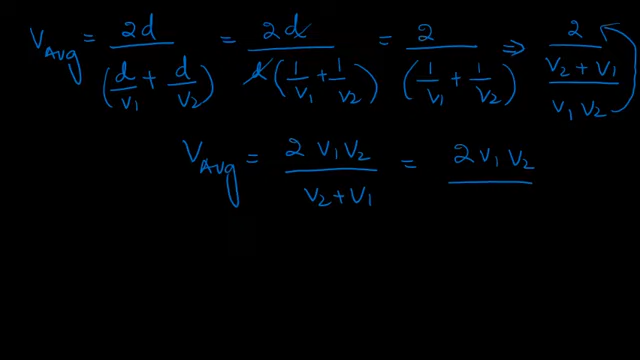 V_Avg = 2d / (d/v₁ + d/v₂) = 2d / d(1/v₁ + 1/v₂) = 2 / (1/v₁ + 1/v₂) ⇒ 2 / ((v₂ + v₁) / (v₁ v₂))
V_Avg = 2 v₁ v₂ / (v₂ + v₁) = 2 v₁ v₂ /